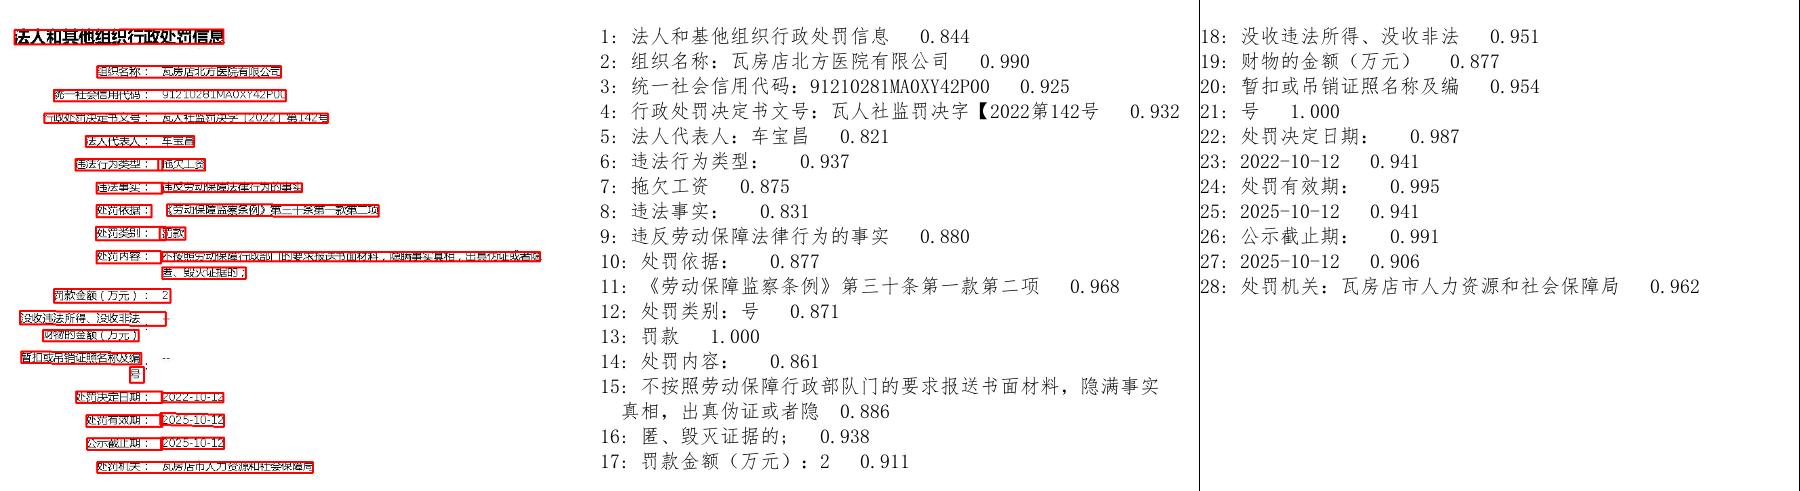 法人和其他组织行政处罚信息
组织名称： 瓦房店北方医院有限公司
统一社会信用代码： 91210281MA0XY42P00
行政处罚决定书文号： 瓦人社监罚决字〔2022〕第142号
法人代表人： 车宝昌
违法行为类型： 拖欠工资
违法事实： 违反劳动保障法律行为的事实
处罚依据： 《劳动保障监察条例》第三十条第一款第二项
处罚类别： 罚款
处罚内容： 不按照劳动保障行政部门的要求报送书面材料，隐瞒事实真相，出具伪证或者隐
匿、毁灭证据的；
罚款金额（万元）： 2
没收违法所得、没收非法
财物的金额（万元）： --
暂扣或吊销证照名称及编
号： --
处罚决定日期： 2022-10-12
处罚有效期： 2025-10-12
公示截止期： 2025-10-12
处罚机关： 瓦房店市人力资源和社会保障局
1: 法人和基他组织行政处罚信息 0.844
2: 组织名称：瓦房店北方医院有限公司 0.990
3: 统一社会信用代码：91210281MA0XY42P00 0.925
4: 行政处罚决定书文号：瓦人社监罚决字【2022第142号 0.932
5: 法人代表人：车宝昌 0.821
6: 违法行为类型： 0.937
7: 拖欠工资 0.875
8: 违法事实： 0.831
9: 违反劳动保障法律行为的事实 0.880
10: 处罚依据： 0.877
11: 《劳动保障监察条例》第三十条第一款第二项 0.968
12: 处罚类别：号 0.871
13: 罚款 1.000
14: 处罚内容： 0.861
15: 不按照劳动保障行政部队门的要求报送书面材料，隐满事实
真相，出真伪证或者隐 0.886
16: 匿、毁灭证据的； 0.938
17: 罚款金额（万元）：2 0.911
18: 没收违法所得、没收非法 0.951
19: 财物的金额（万元） 0.877
20: 暂扣或吊销证照名称及编 0.954
21: 号 1.000
22: 处罚决定日期： 0.987
23: 2022-10-12 0.941
24: 处罚有效期： 0.995
25: 2025-10-12 0.941
26: 公示截止期： 0.991
27: 2025-10-12 0.906
28: 处罚机关：瓦房店市人力资源和社会保障局 0.962